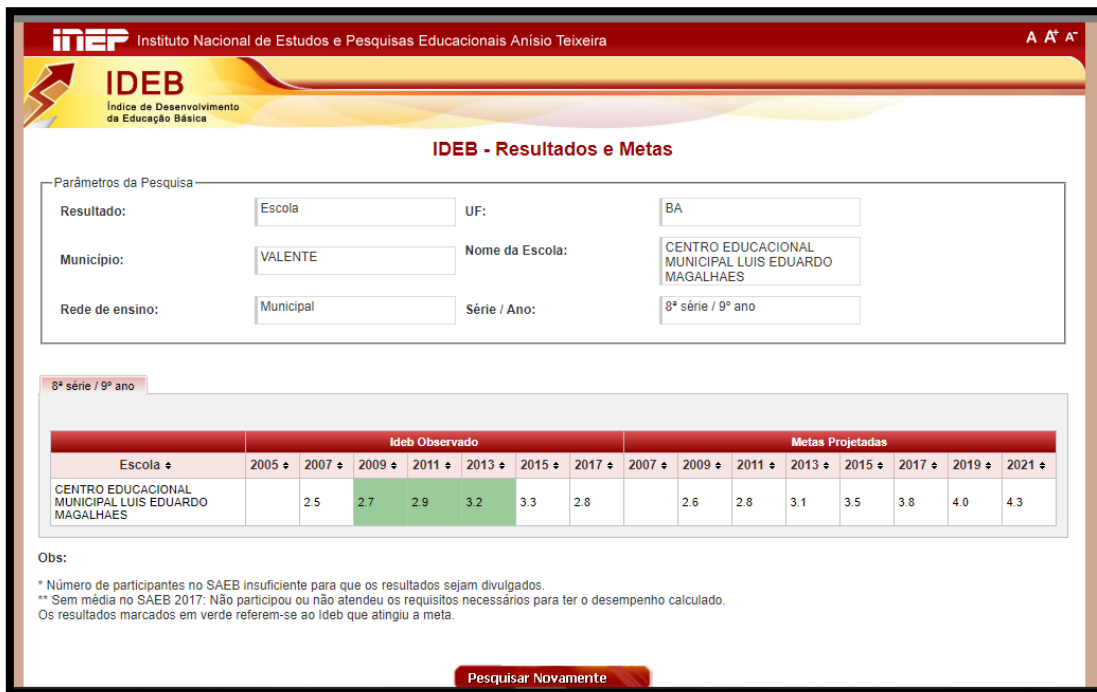 inep Instituto Nacional de Estudos e Pesquisas Educacionais Anísio Teixeira A A+ A-
IDEB
Índice de Desenvolvimento
da Educação Básica
IDEB - Resultados e Metas
Parâmetros da Pesquisa
Resultado: Escola UF: BA
Município: VALENTE Nome da Escola: CENTRO EDUCACIONAL
MUNICIPAL LUIS EDUARDO
MAGALHAES
Rede de ensino: Municipal Série / Ano: 8ª série / 9º ano
8ª série / 9º ano
Ideb Observado Metas Projetadas
Escola 2005 2007 2009 2011 2013 2015 2017 2007 2009 2011 2013 2015 2017 2019 2021
CENTRO EDUCACIONAL
MUNICIPAL LUIS EDUARDO 2.5 2.7 2.9 3.2 3.3 2.8 2.6 2.8 3.1 3.5 3.8 4.0 4.3
MAGALHAES
Obs:
* Número de participantes no SAEB insuficiente para que os resultados sejam divulgados.
** Sem média no SAEB 2017: Não participou ou não atendeu os requisitos necessários para ter o desempenho calculado.
Os resultados marcados em verde referem-se ao Ideb que atingiu a meta.
Pesquisar Novamente